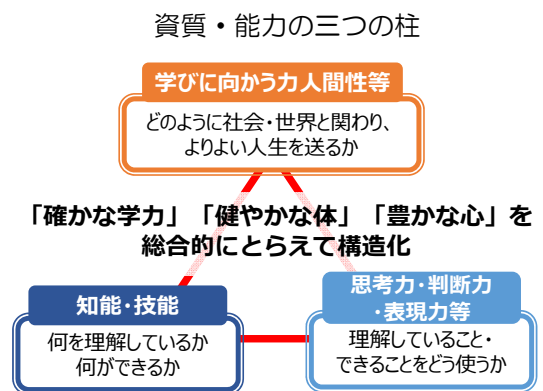 資質・能力の三つの柱
学びに向かう力人間性等
どのように社会・世界と関わり、
よりよい人生を送るか
「確かな学力」「健やかな体」「豊かな心」を
総合的にとらえて構造化
知能・技能
何を理解しているか
何ができるか
思考力・判断力
・表現力等
理解していること・
できることをどう使うか